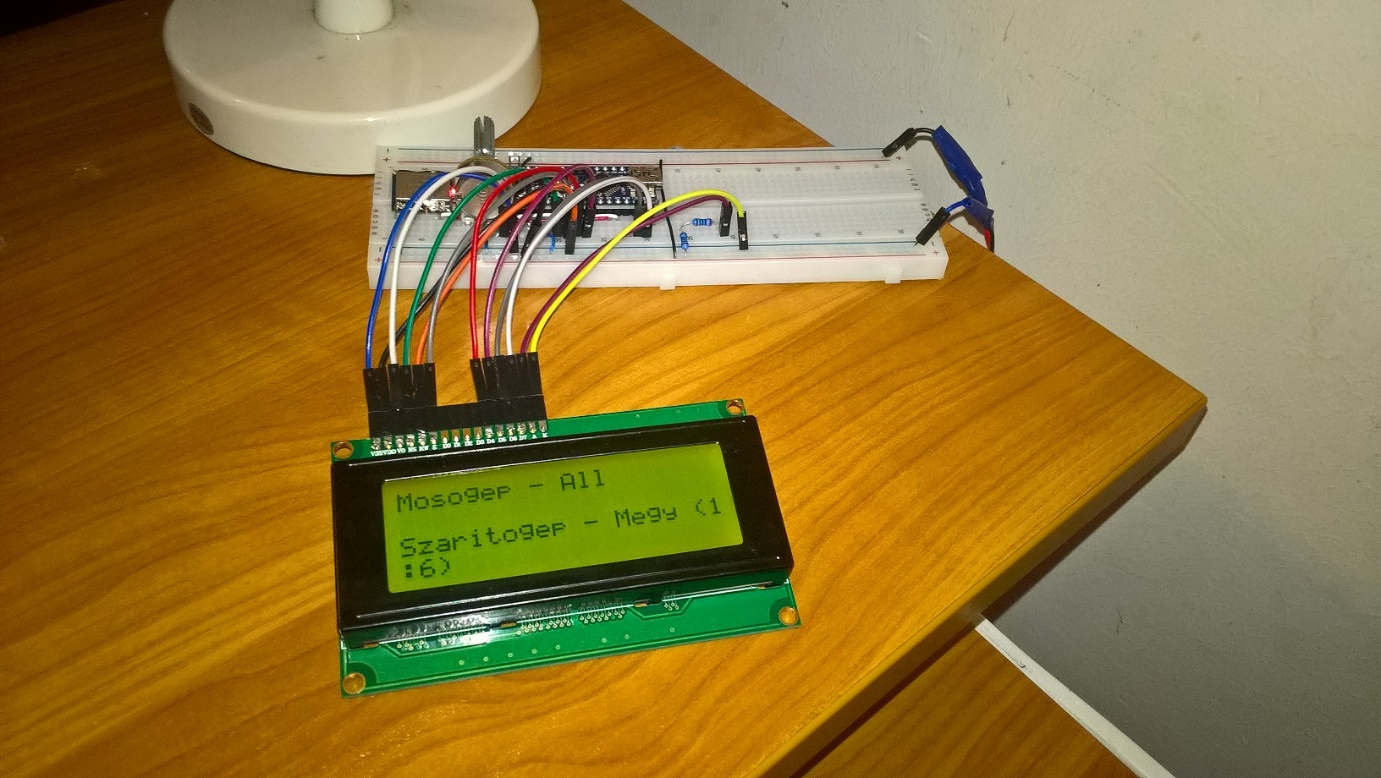 Mosogep - All
Szaritogep - Megy (1
:6)